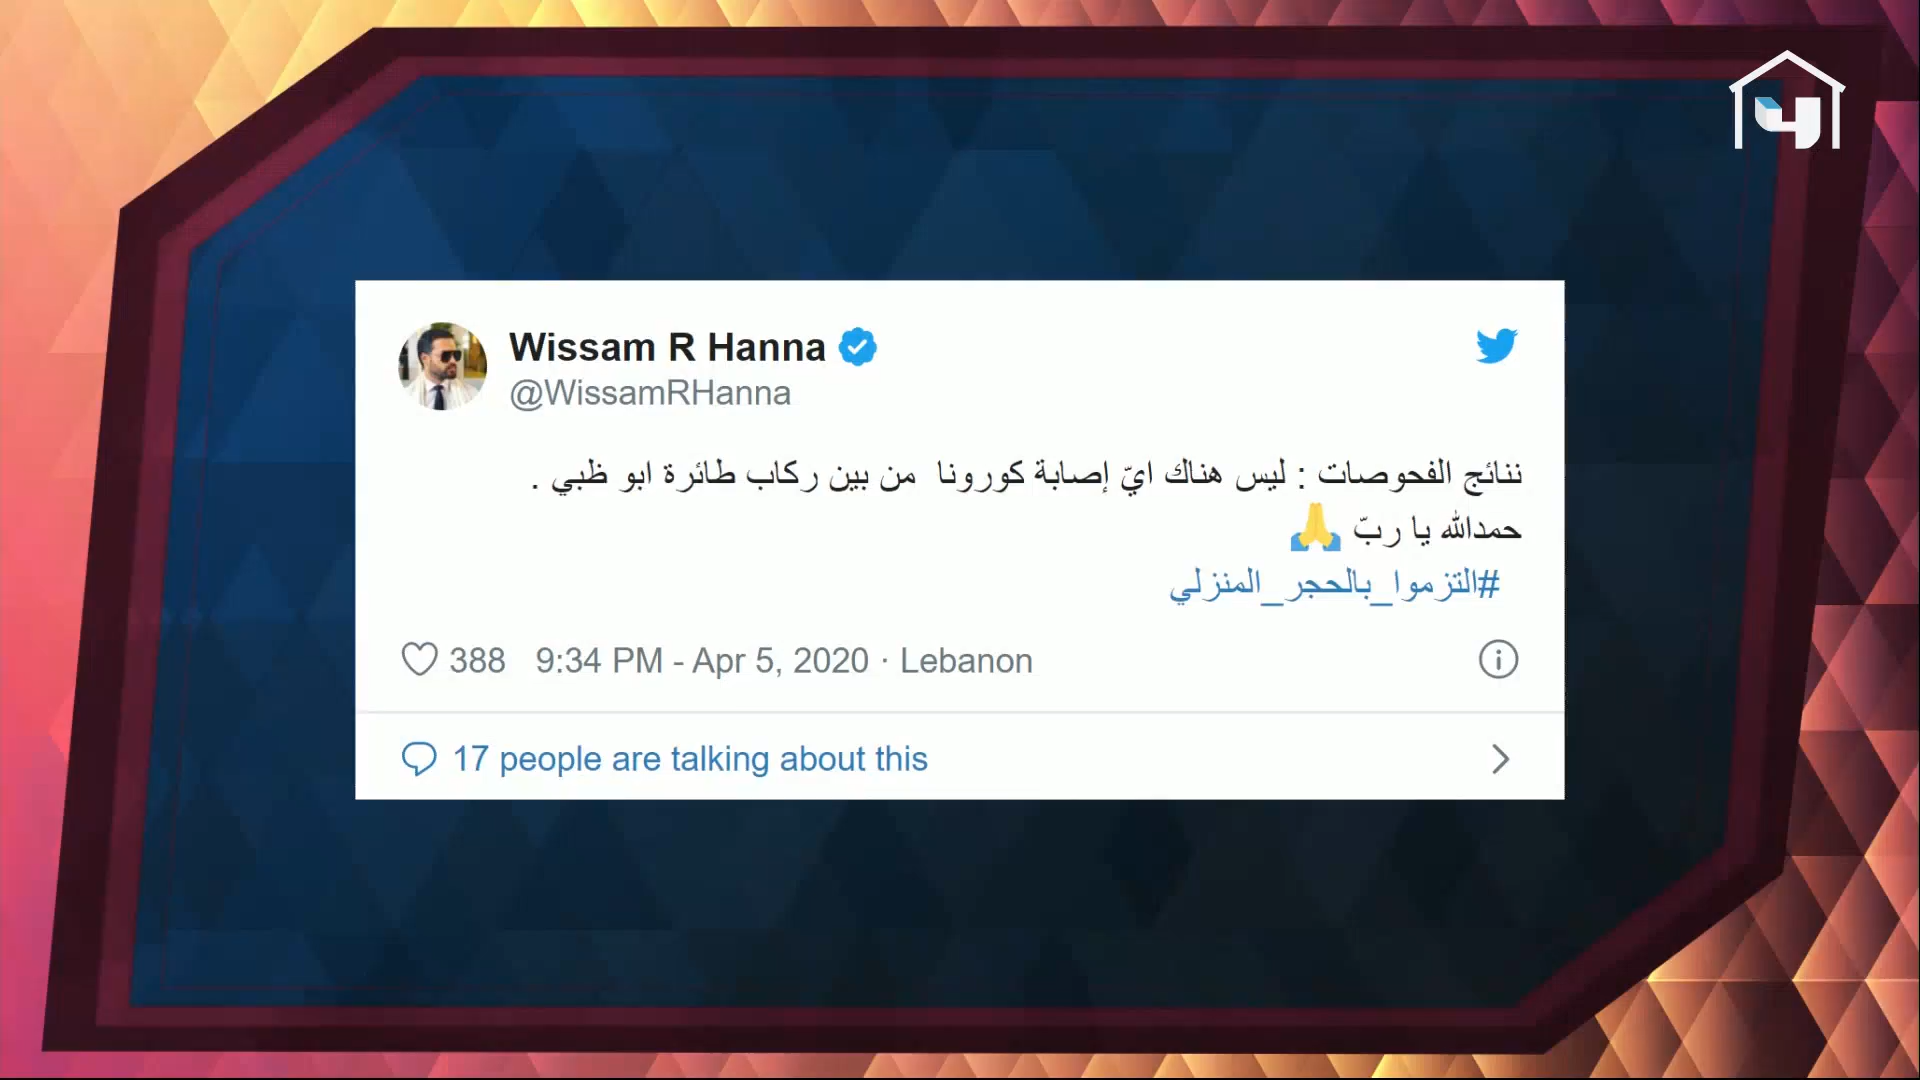 Wissam R Hanna
@WissamRHanna
ننائج الفحوصات : ليس هناك ايّ إصابة كورونا من بين ركاب طائرة ابو ظبي .
حمدالله يا ربّ 🙏
#التزموا_بالحجر_المنزلي
388 9:34 PM - Apr 5, 2020 · Lebanon
17 people are talking about this